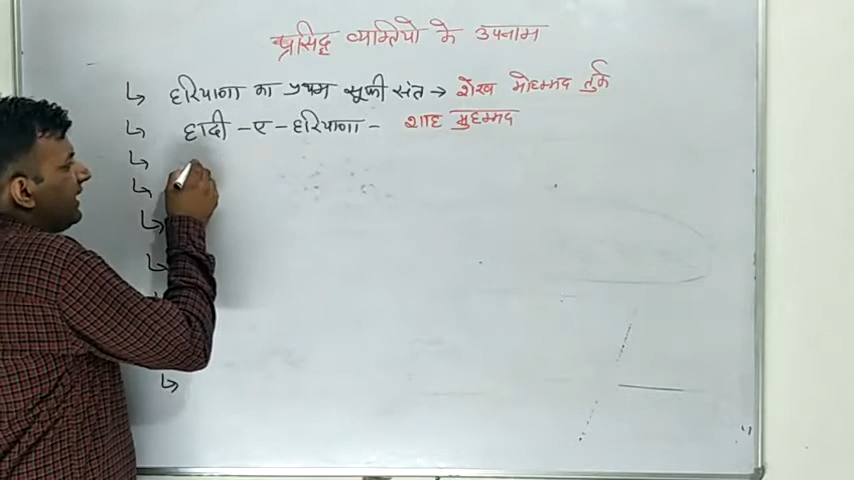 प्रसिद्ध व्यक्तियो के उपनाम
↳ हरियाणा का प्रथम सूफी संत → शेख मोहम्मद तुर्क
↳ हादी -ए- हरियाणा - शाह मुहम्मद